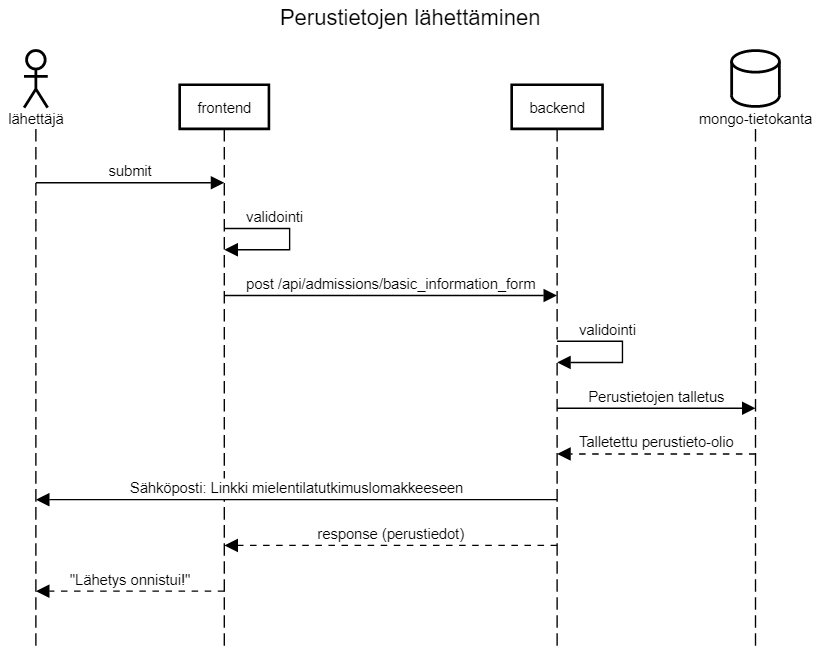 Perustietojen lähettäminen
lähettäjä
frontend
backend
mongo-tietokanta
submit
validointi
post /api/admissions/basic_information_form
validointi
Perustietojen talletus
Talletettu perustieto-olio
Sähköposti: Linkki mielentilatutkimuslomakkeeseen
response (perustiedot)
"Lähetys onnistui!"